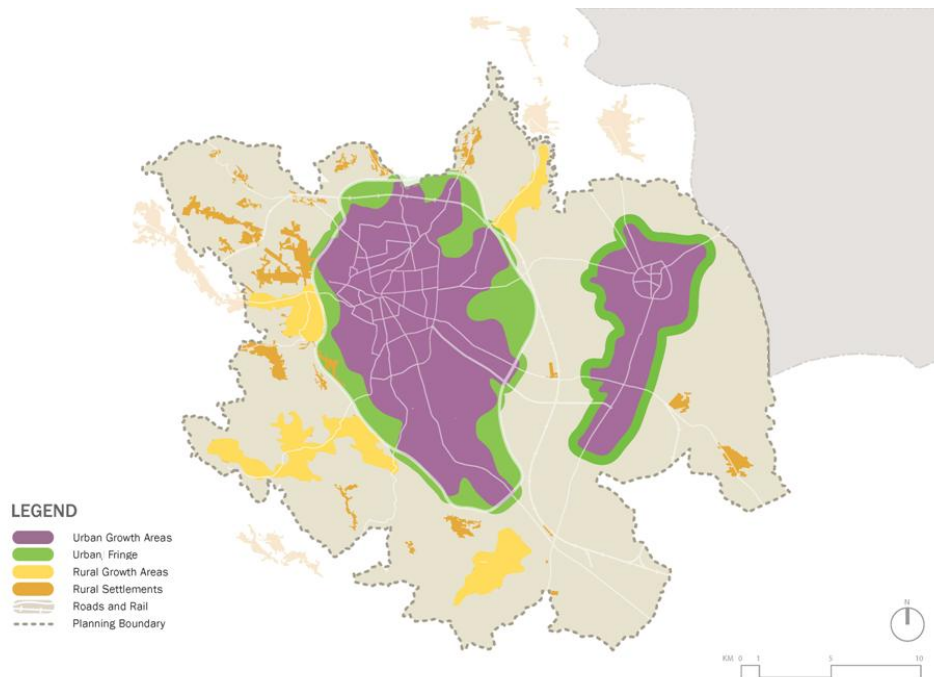 LEGEND
Urban Growth Areas
Urban, Fringe
Rural Growth Areas
Rural Settlements
Roads and Rail
Planning Boundary
N
KM 0 1 5 10